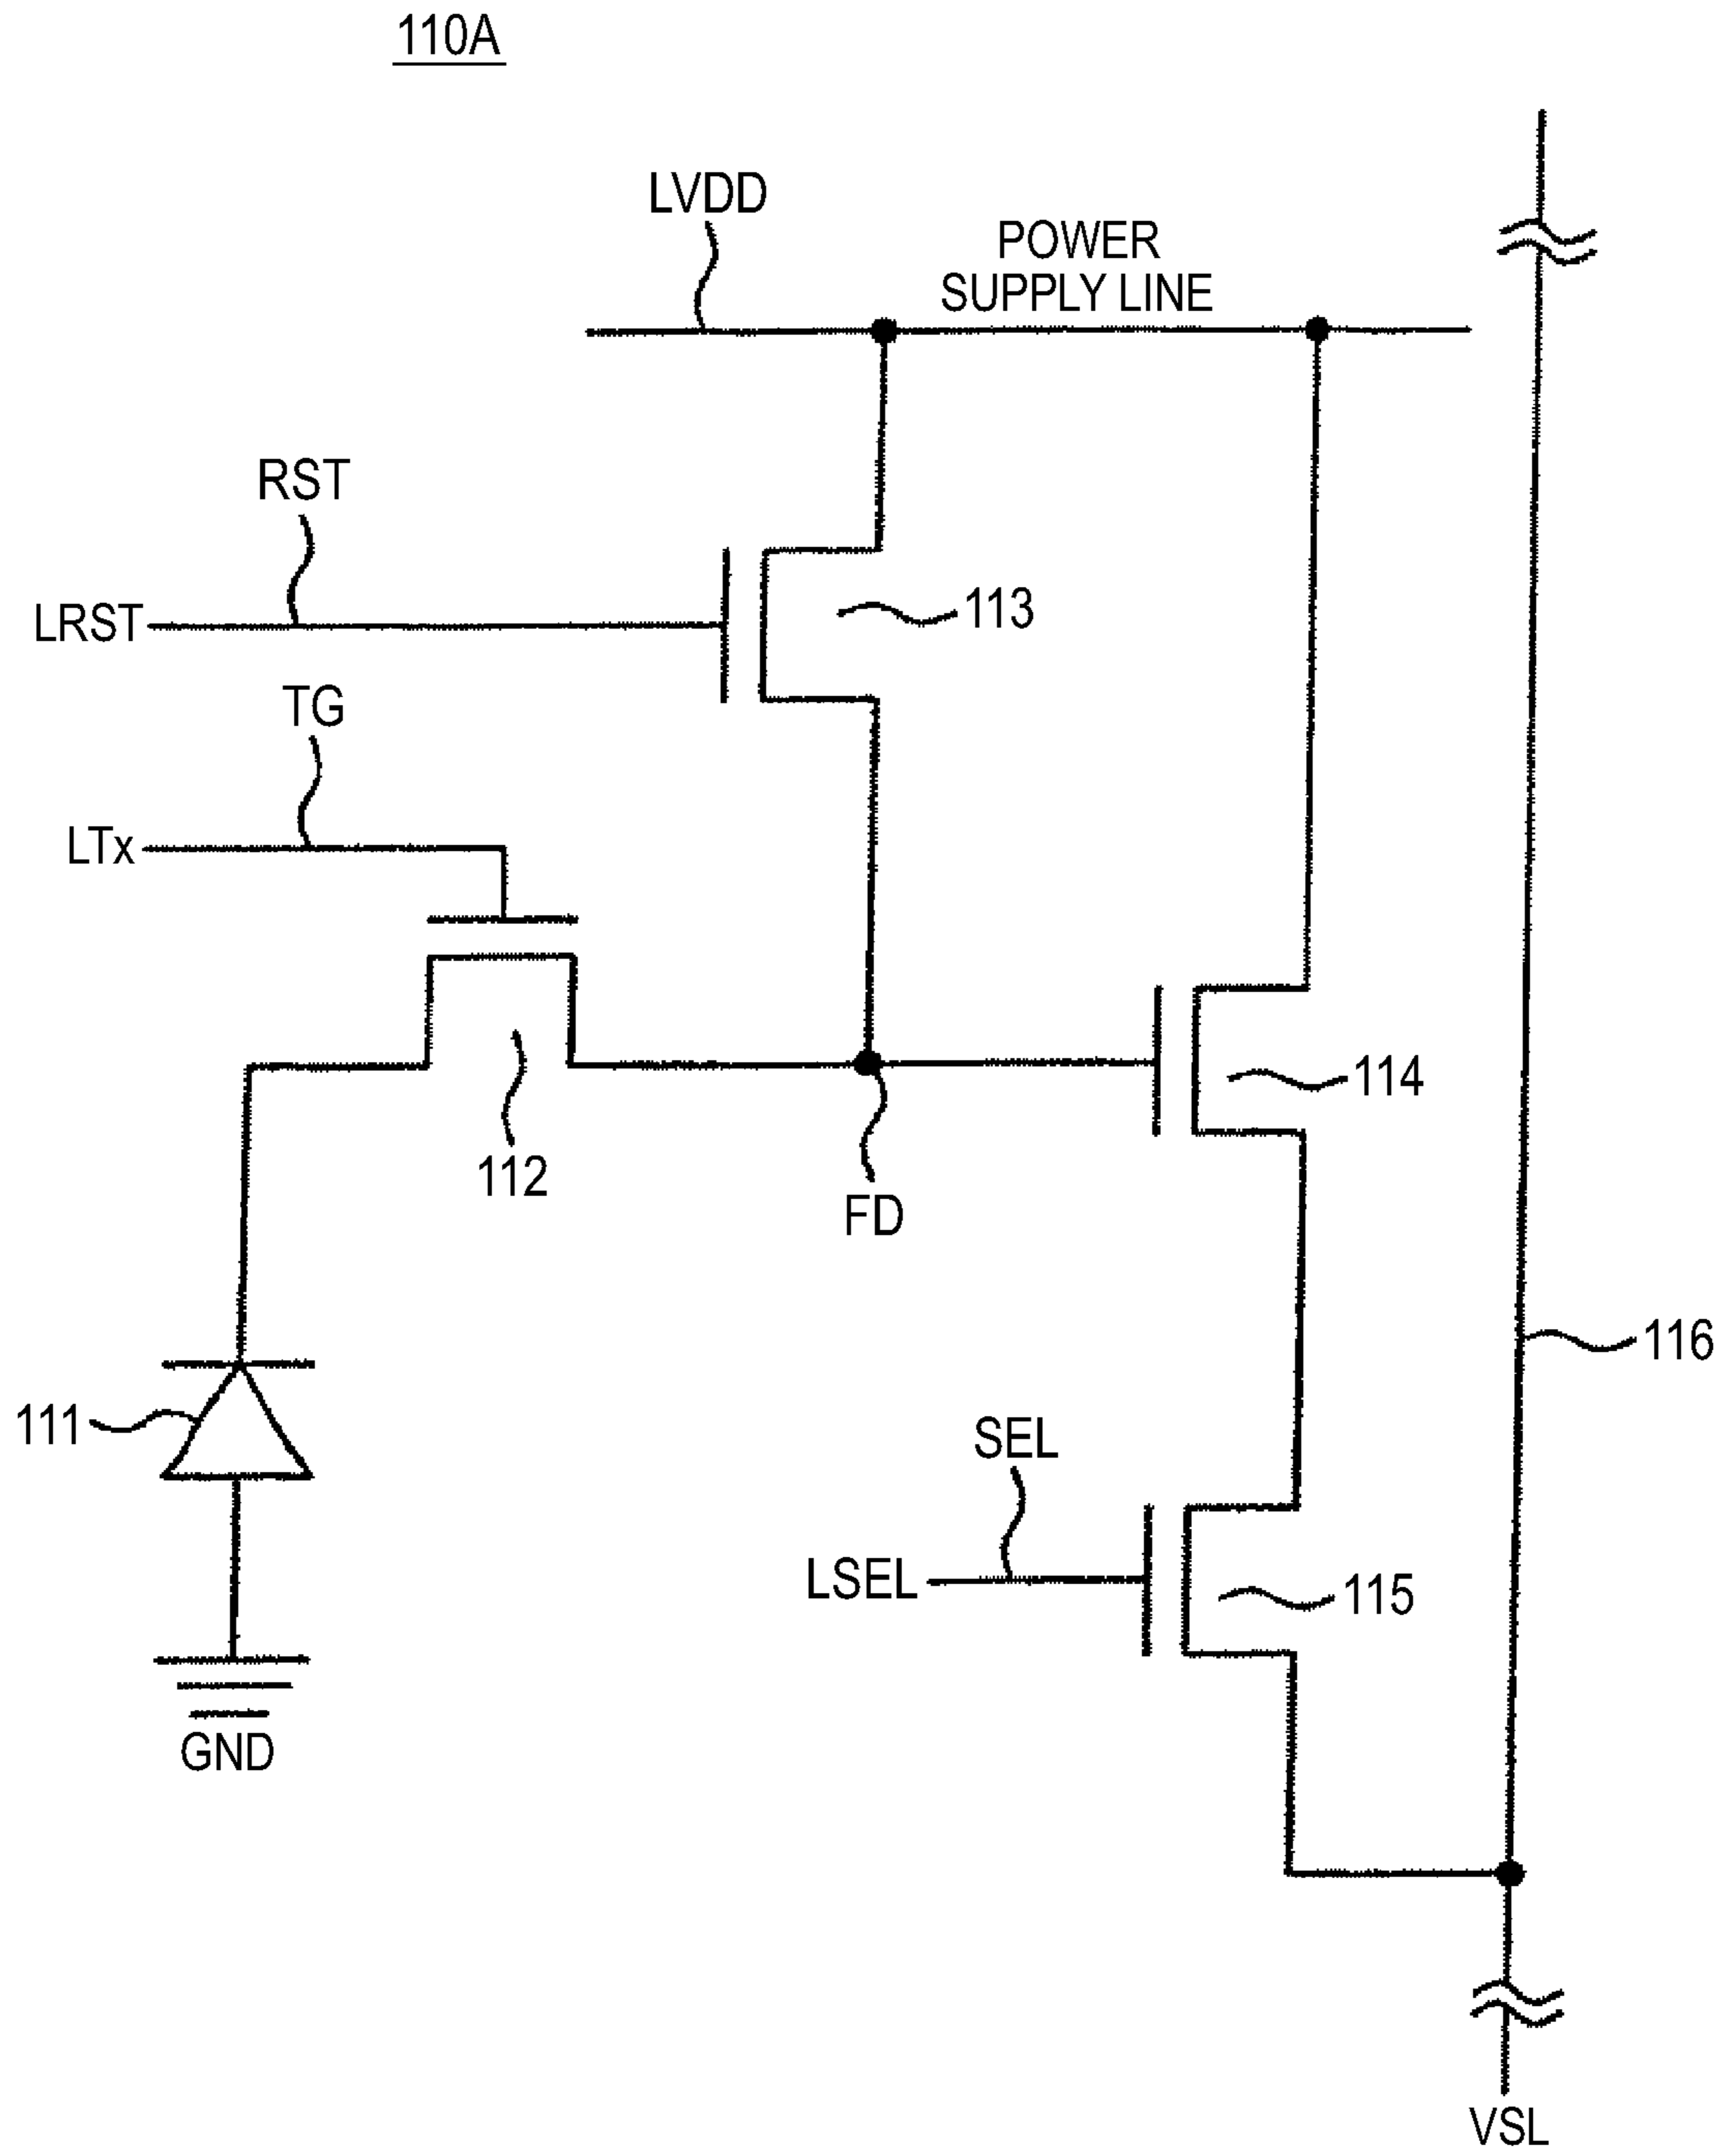 110A
LVDD
POWER
SUPPLY LINE
RST
LRST
113
TG
LTx
114
112
FD
116
111
SEL
LSEL
115
GND
VSL